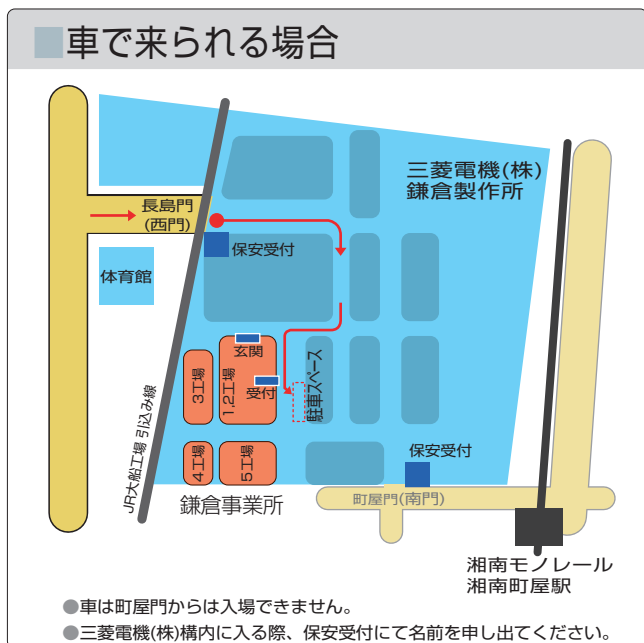 車で来られる場合
三菱電機(株)
鎌倉製作所
長島門
(西門)
保安受付
体育館
玄関
3工場
1,2工場
受付
駐車スペース
JR大船工場 引込み線
4工場
5工場
保安受付
鎌倉事業所
町屋門(南門)
湘南モノレール
湘南町屋駅
●車は町屋門からは入場できません。
●三菱電機(株)構内に入る際、保安受付にて名前を申し出てください。